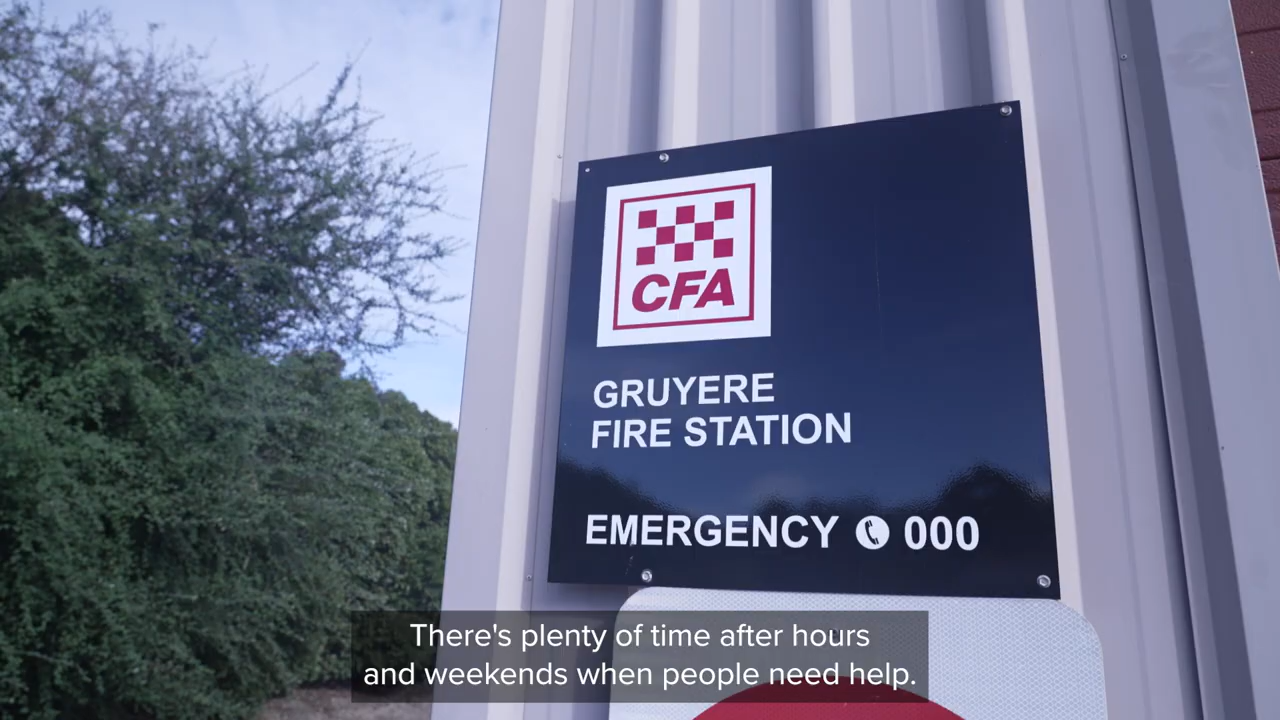 CFA
GRUYERE
FIRE STATION
EMERGENCY 000
There's plenty of time after hours
and weekends when people need help.